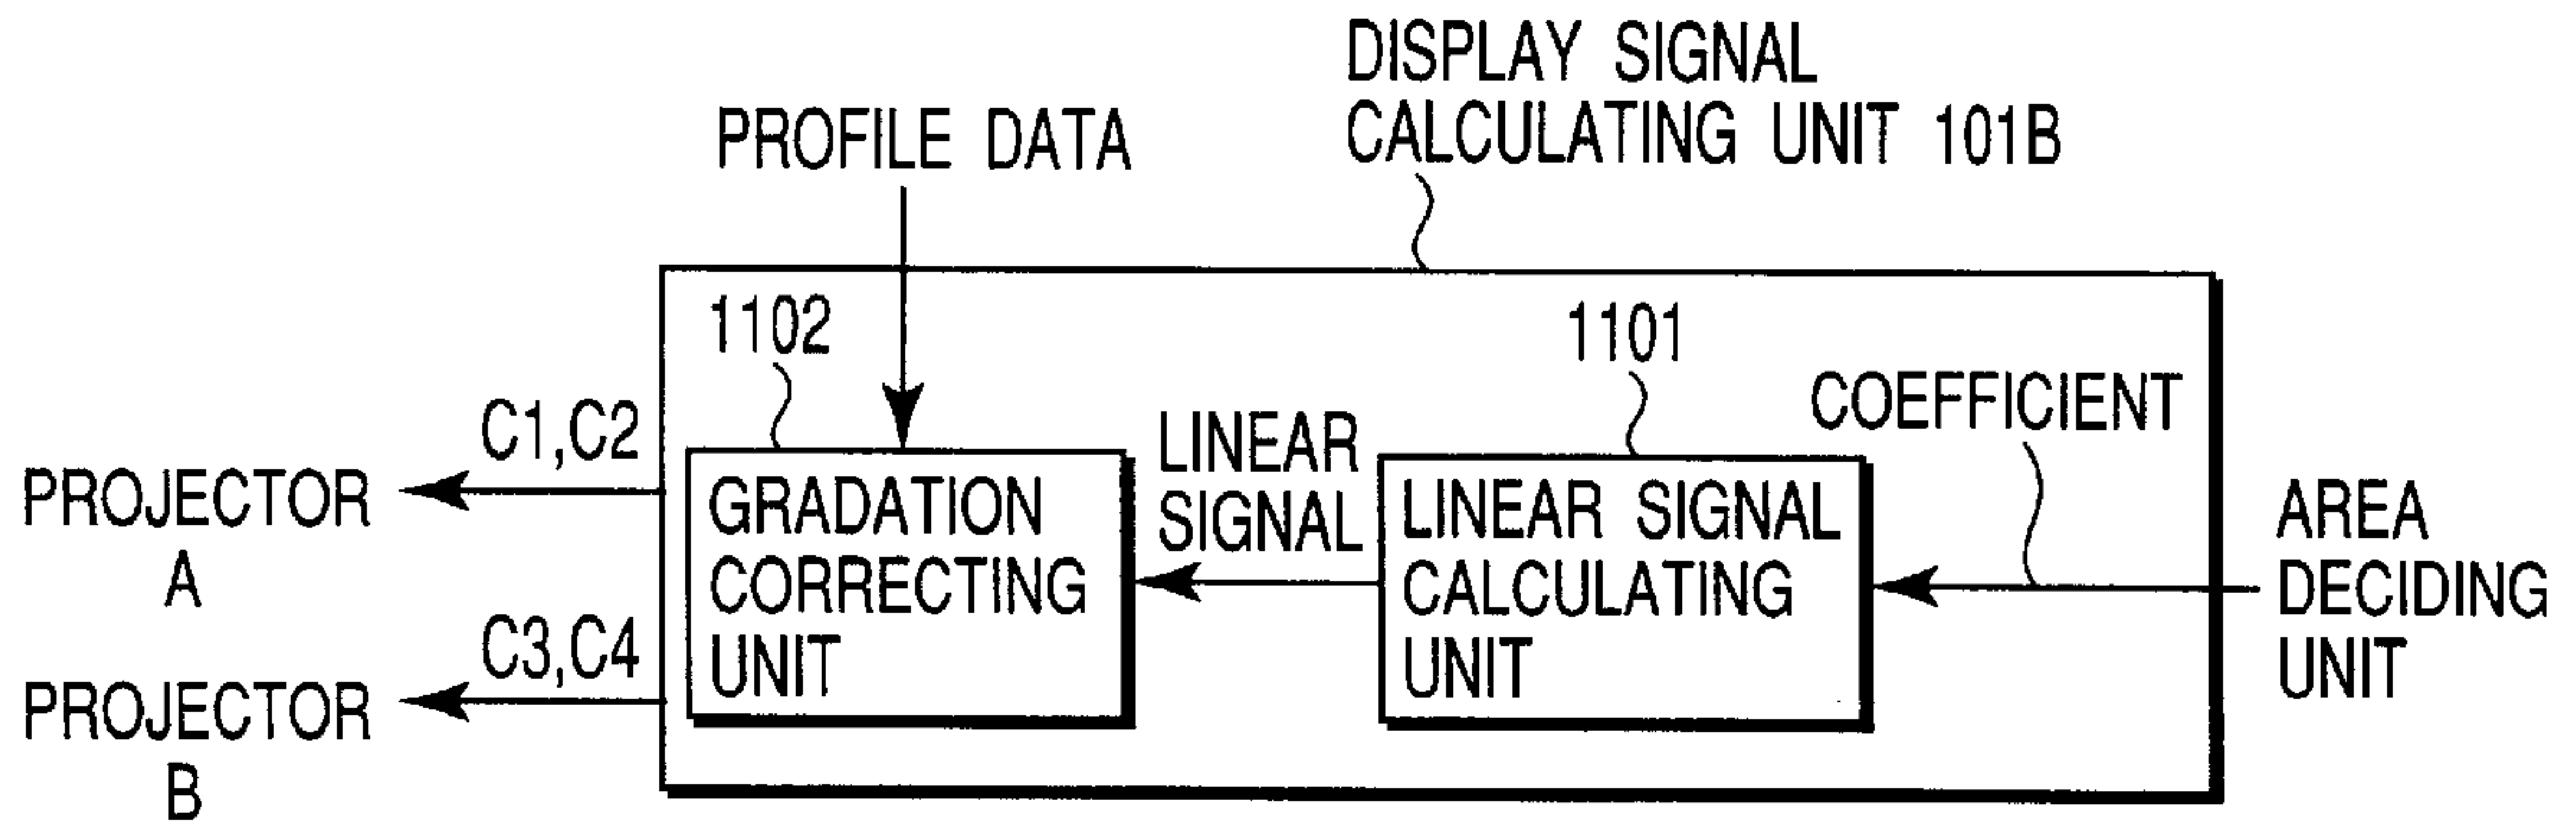 DISPLAY SIGNAL
CALCULATING UNIT 101B
PROFILE DATA
1102
1101
COEFFICIENT
C1,C2
LINEAR
SIGNAL
PROJECTOR
A
GRADATION
CORRECTING
UNIT
LINEAR SIGNAL
CALCULATING
UNIT
AREA
DECIDING
UNIT
C3,C4
PROJECTOR
B